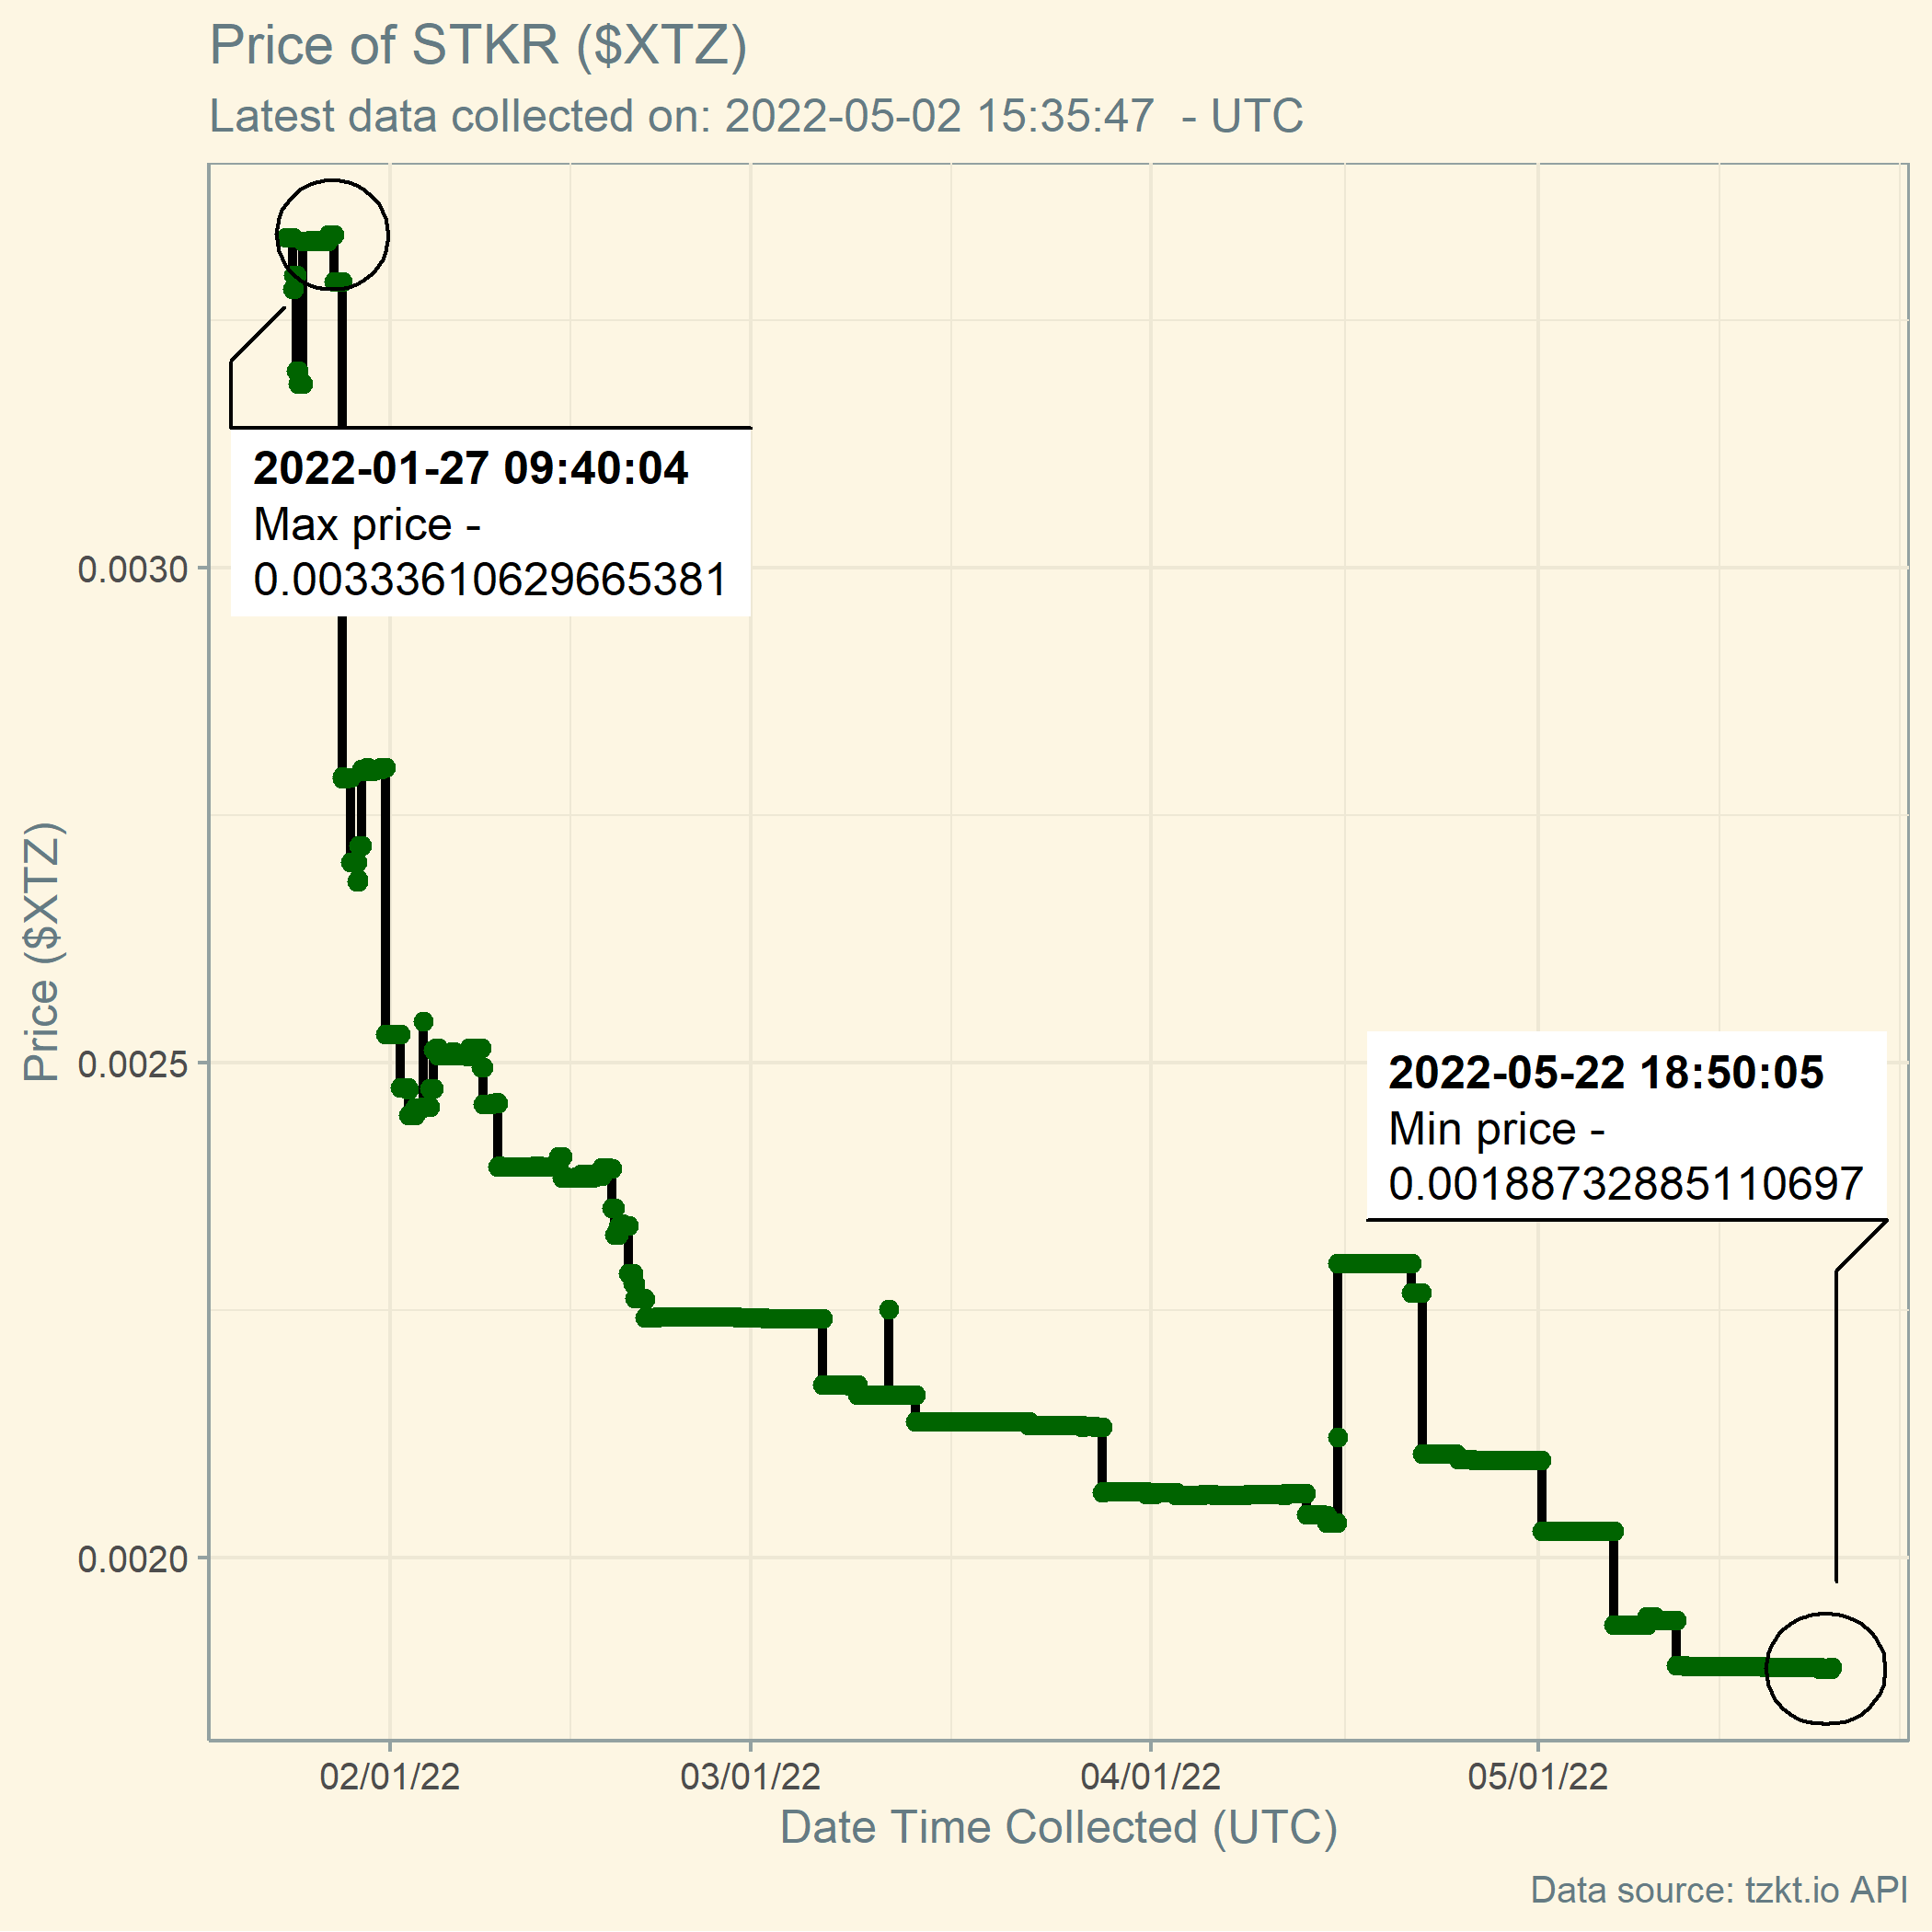 Price of STKR ($XTZ)
Latest data collected on: 2022-05-02 15:35:47  - UTC
2022-01-27 09:40:04
Max price -
0.00333610629665381
0.0030
0.0025
0.0020
Price ($XTZ)
2022-05-22 18:50:05
Min price -
0.00188732885110697
02/01/22
03/01/22
04/01/22
05/01/22
Date Time Collected (UTC)
Data source: tzkt.io API